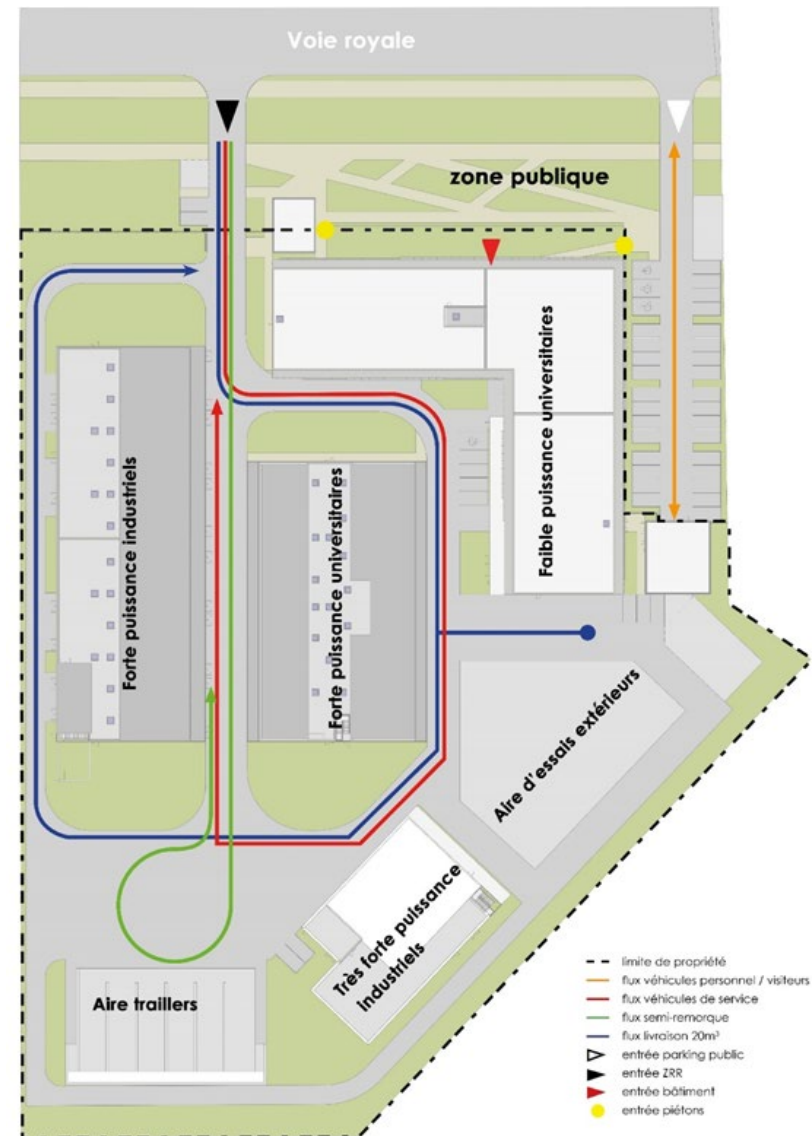 Voie royale
zone publique
Forte puissance industriels
Forte puissance universitaires
Faible puissance universitaires
Aire d'essais extérieurs
Très forte puissance
industriels
Aire traillers
limite de propriété
flux véhicules personnel / visiteurs
flux véhicules de service
flux semi-remorque
flux livraison 20m³
entrée parking public
entrée ZRR
entrée bâtiment
entrée piétons